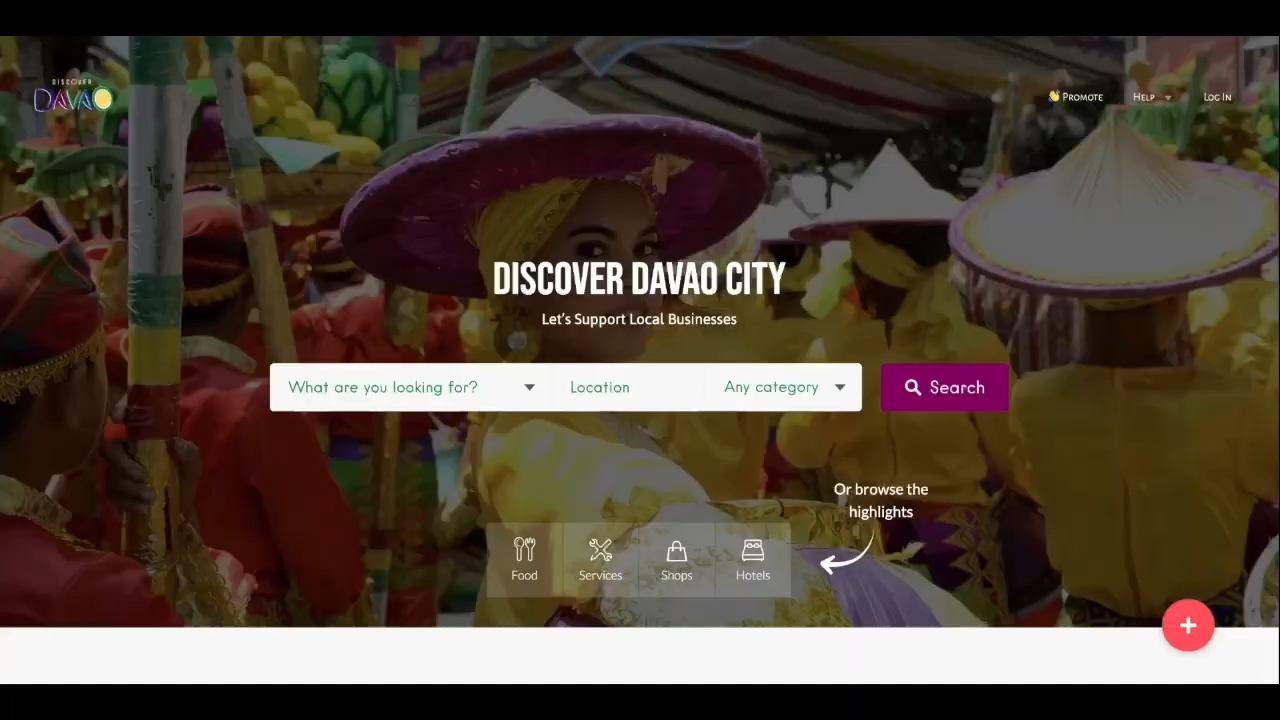 DISCOVER
DAVAO
PROMOTE
HELP
LOG IN
DISCOVER DAVAO CITY
Let's Support Local Businesses
What are you looking for?
Location
Any category
Search
Or browse the
highlights
Food
Services
Shops
Hotels